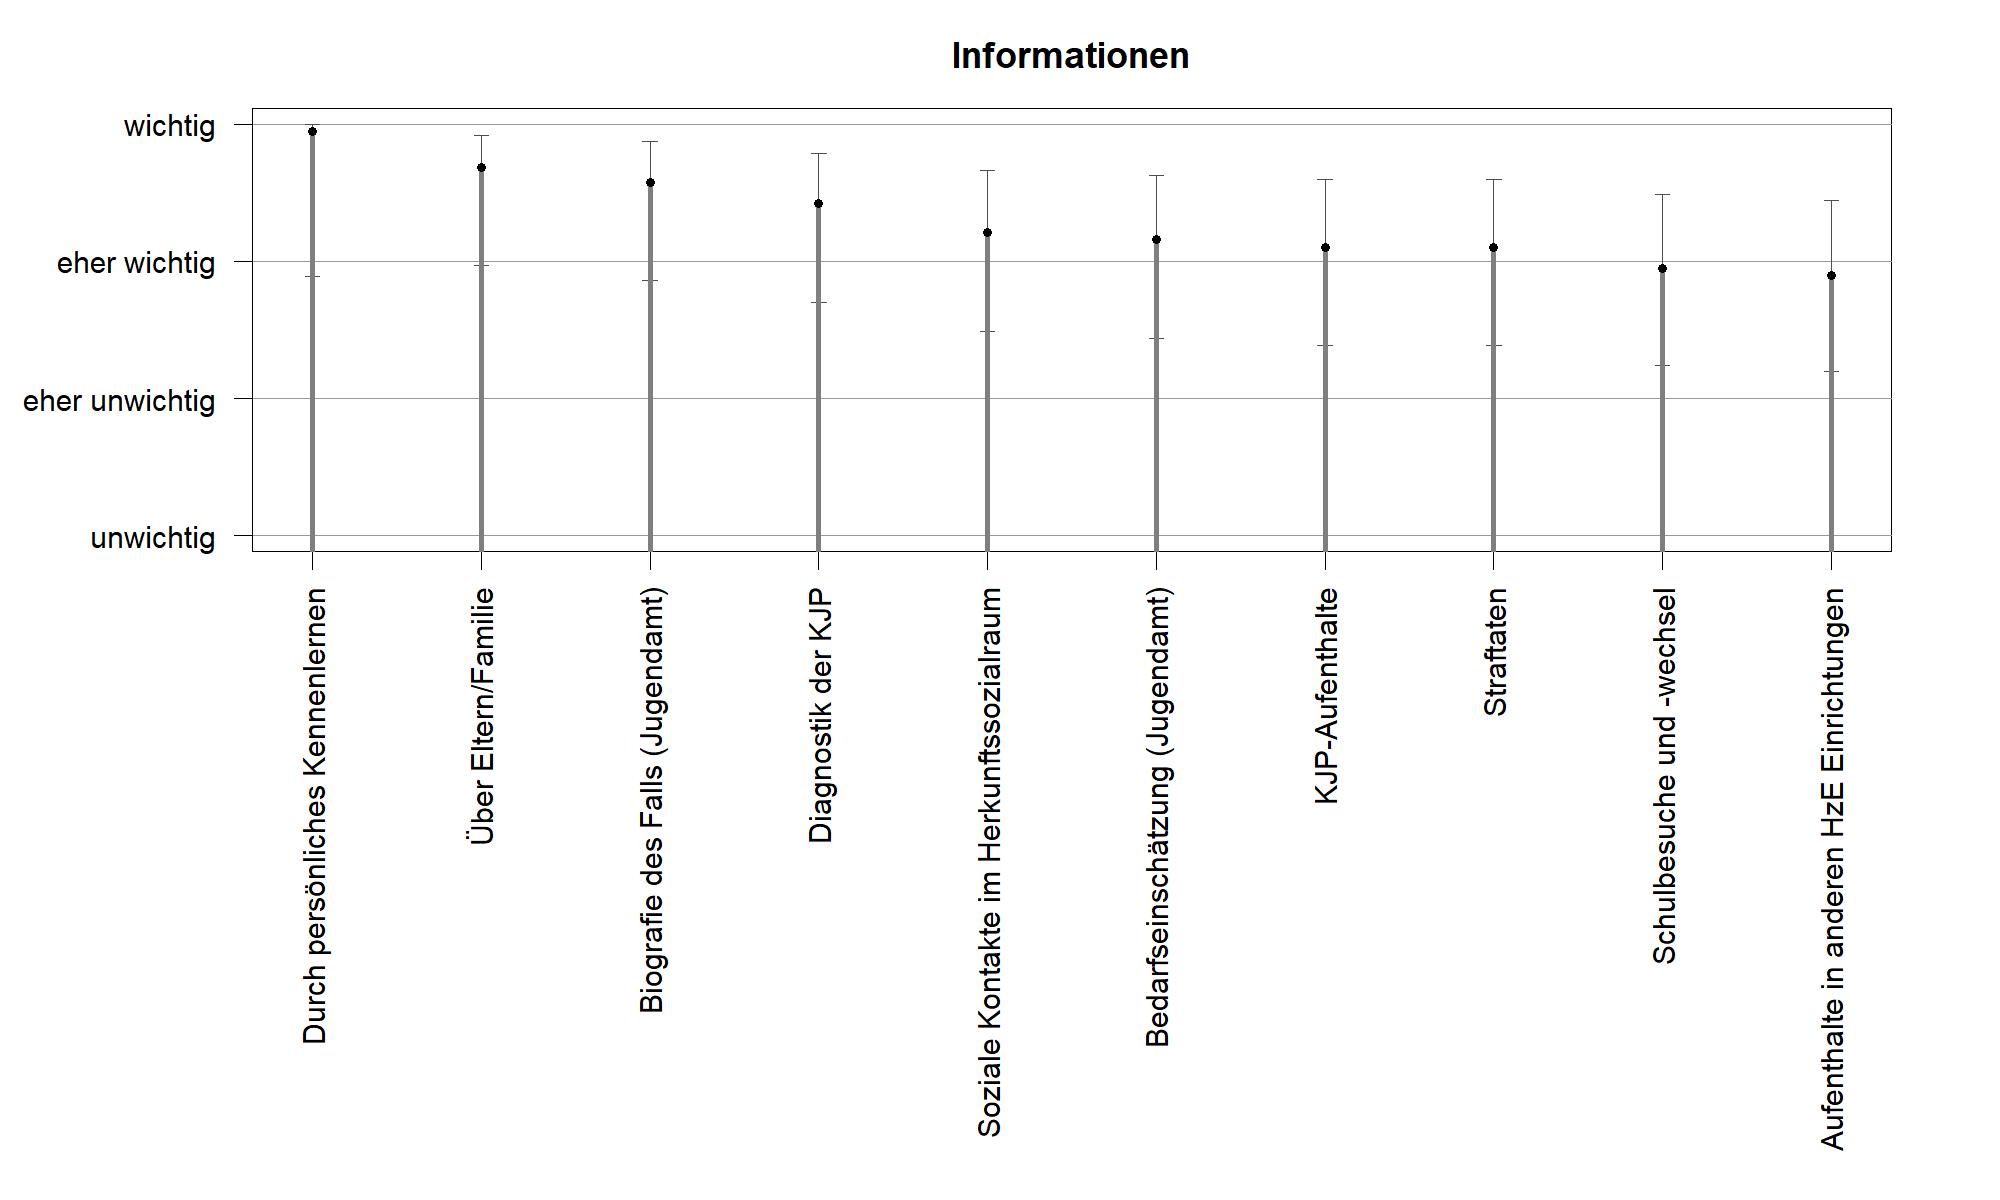 Informationen
wichtig
eher wichtig
eher unwichtig
unwichtig
Durch persönliches Kennenlernen
Über Eltern/Familie
Biografie des Falls (Jugendamt)
Diagnostik der KJP
Soziale Kontakte im Herkunftssozialraum
Bedarfseinschätzung (Jugendamt)
KJP-Aufenthalte
Straftaten
Schulbesuche und -wechsel
Aufenthalte in anderen HzE Einrichtungen